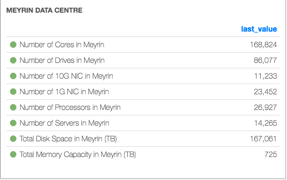 MEYRIN DATA CENTRE
last_value
Number of Cores in Meyrin 168,824
Number of Drives in Meyrin 86,077
Number of 10G NIC in Meyrin 11,233
Number of 1G NIC in Meyrin 23,452
Number of Processors in Meyrin 26,927
Number of Servers in Meyrin 14,265
Total Disk Space in Meyrin (TB) 167,061
Total Memory Capacity in Meyrin (TB) 725